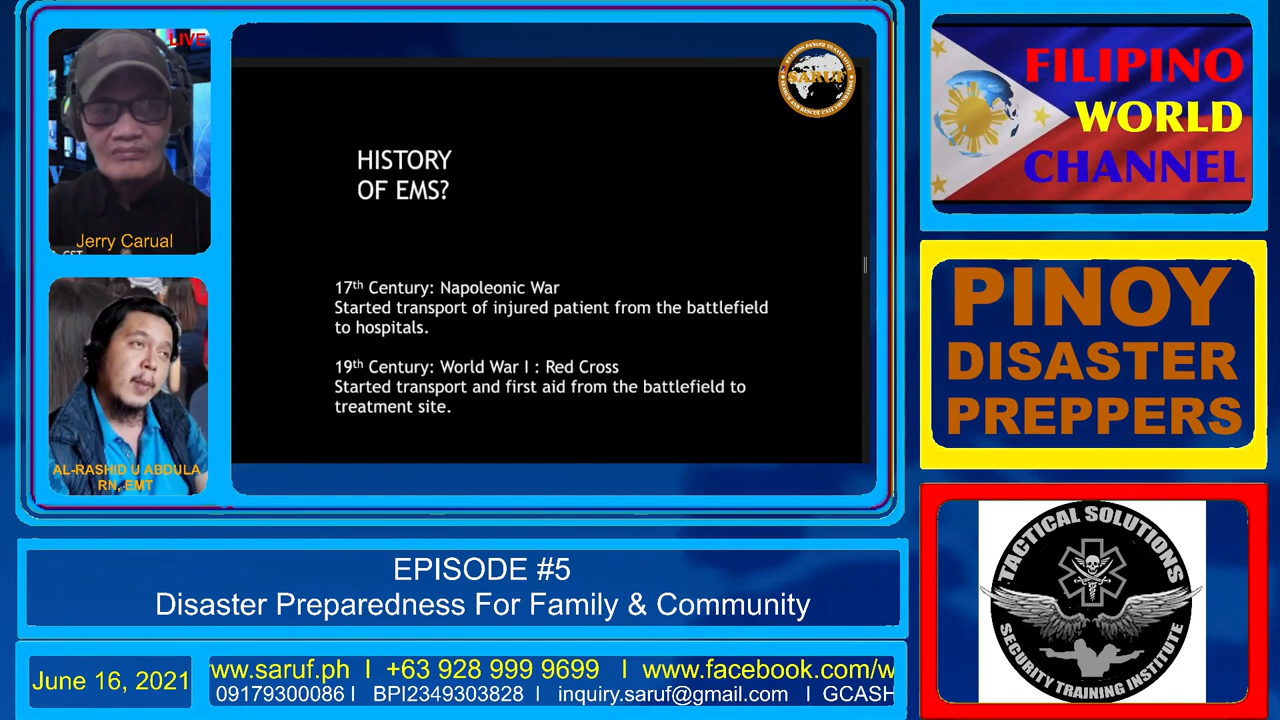 LIVE
Jerry Carual
AL-RASHID U ABDULA
RN, EMT
SARUF
HISTORY
OF EMS?
17th Century: Napoleonic War
Started transport of injured patient from the battlefield
to hospitals.
19th Century: World War I : Red Cross
Started transport and first aid from the battlefield to
treatment site.
FILIPINO
WORLD
CHANNEL
PINOY
DISASTER
PREPPERS
TACTICAL SOLUTIONS
SECURITY TRAINING INSTITUTE
EPISODE #5
Disaster Preparedness For Family & Community
June 16, 2021
ww.saruf.ph I +63 928 999 9699 I www.facebook.com/w
09179300086 I BPI2349303828 I inquiry.saruf@gmail.com I GCASH